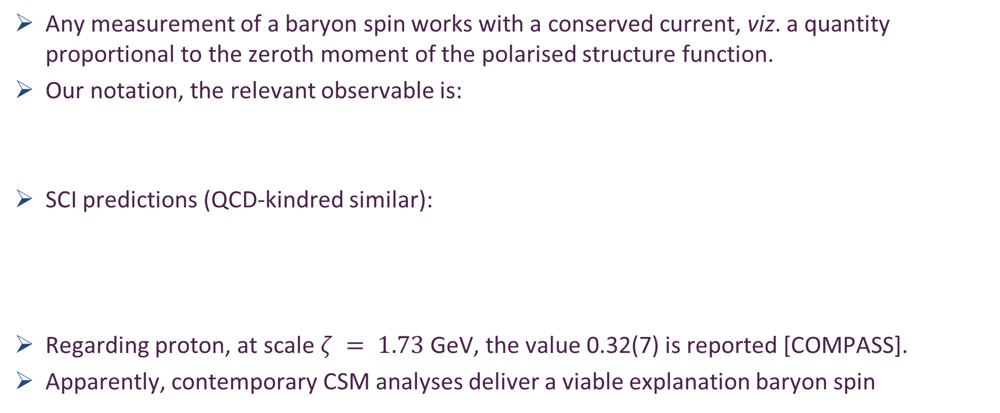 ➢ Any measurement of a baryon spin works with a conserved current, viz. a quantity
proportional to the zeroth moment of the polarised structure function.
➢ Our notation, the relevant observable is:
➢ SCI predictions (QCD-kindred similar):
➢ Regarding proton, at scale ζ = 1.73 GeV, the value 0.32(7) is reported [COMPASS].
➢ Apparently, contemporary CSM analyses deliver a viable explanation baryon spin